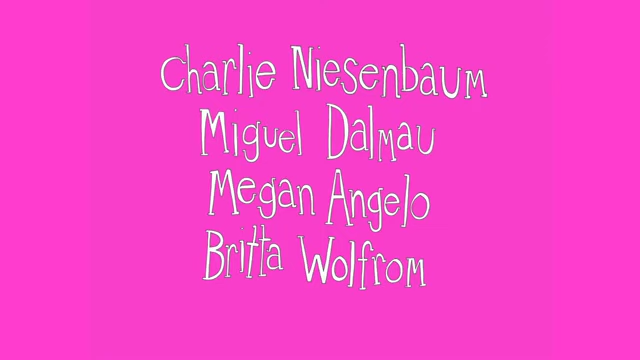 Charlie Niesenbaum
Miguel Dalmau
Megan Angelo
Britta Wolfrom